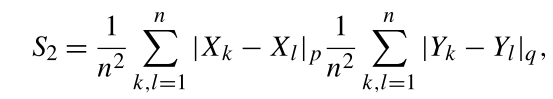 S_2 = \frac{1}{n^2} \sum_{k,l=1}^{n} |X_k - X_l|_p \frac{1}{n^2} \sum_{k,l=1}^{n} |Y_k - Y_l|_q,